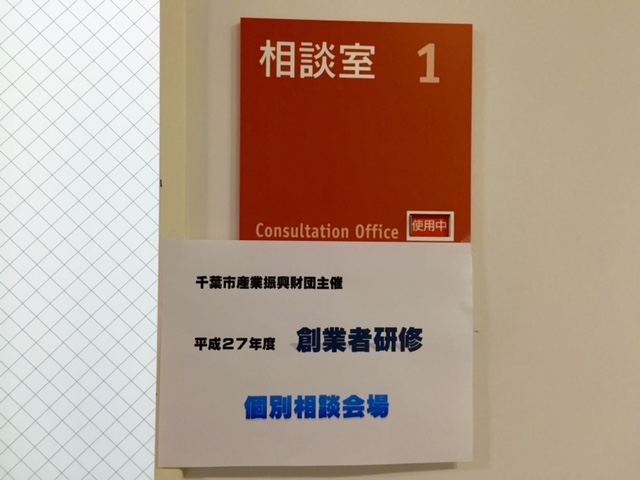 相談室 1
Consultation Office 使用中
千葉市産業振興財団主催
平成27年度 創業者研修
個別相談会場